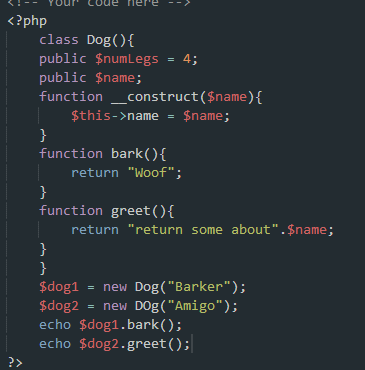 <!-- Your code here -->
<?php
class Dog(){
public $numLegs = 4;
public $name;
function __construct($name){
$this->name = $name;
}
function bark(){
return "Woof";
}
function greet(){
return "return some about".$name;
}
}
$dog1 = new Dog("Barker");
$dog2 = new DOg("Amigo");
echo $dog1.bark();
echo $dog2.greet();
?>